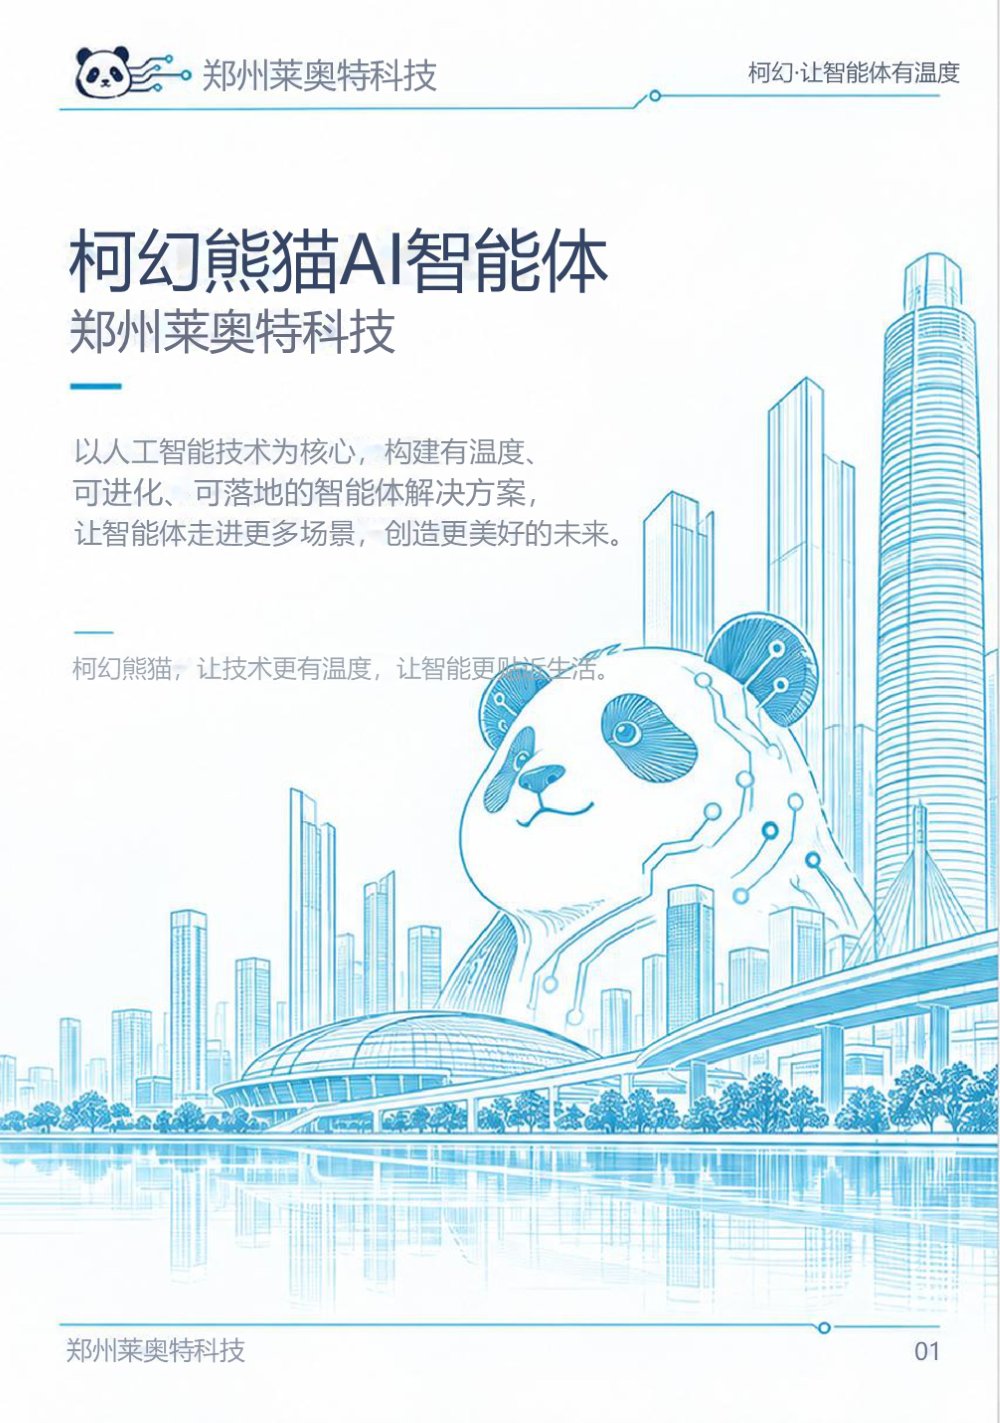 郑州莱奥特科技
柯幻·让智能体有温度
柯幻熊猫AI智能体
郑州莱奥特科技
以人工智能技术为核心，构建有温度、
可进化、可落地的智能体解决方案，
让智能体走进更多场景，创造更美好的未来。
柯幻熊猫，让技术更有温度，让智能更贴近生活。
郑州莱奥特科技
01